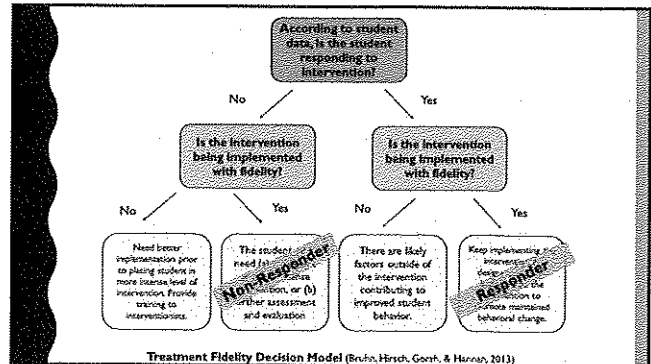 According to student
data, is the student
responding to
intervention?
No
Yes
Is the intervention
being implemented
with fidelity?
Is the intervention
being implemented
with fidelity?
No
Yes
No
Yes
Need better
implementation prior
to placing student in
more intense level of
intervention. Provide
training to
interventionists.
The student
need (a)
or (b)
further assessment
and evaluation
Non-Responder
There are likely
factors outside of
the intervention
contributing to
improved student
behavior.
Keep implementing
the
to
maintained
behavioral change.
Responder
Treatment Fidelity Decision Model (Bruhn, Hirsch, & 2013)